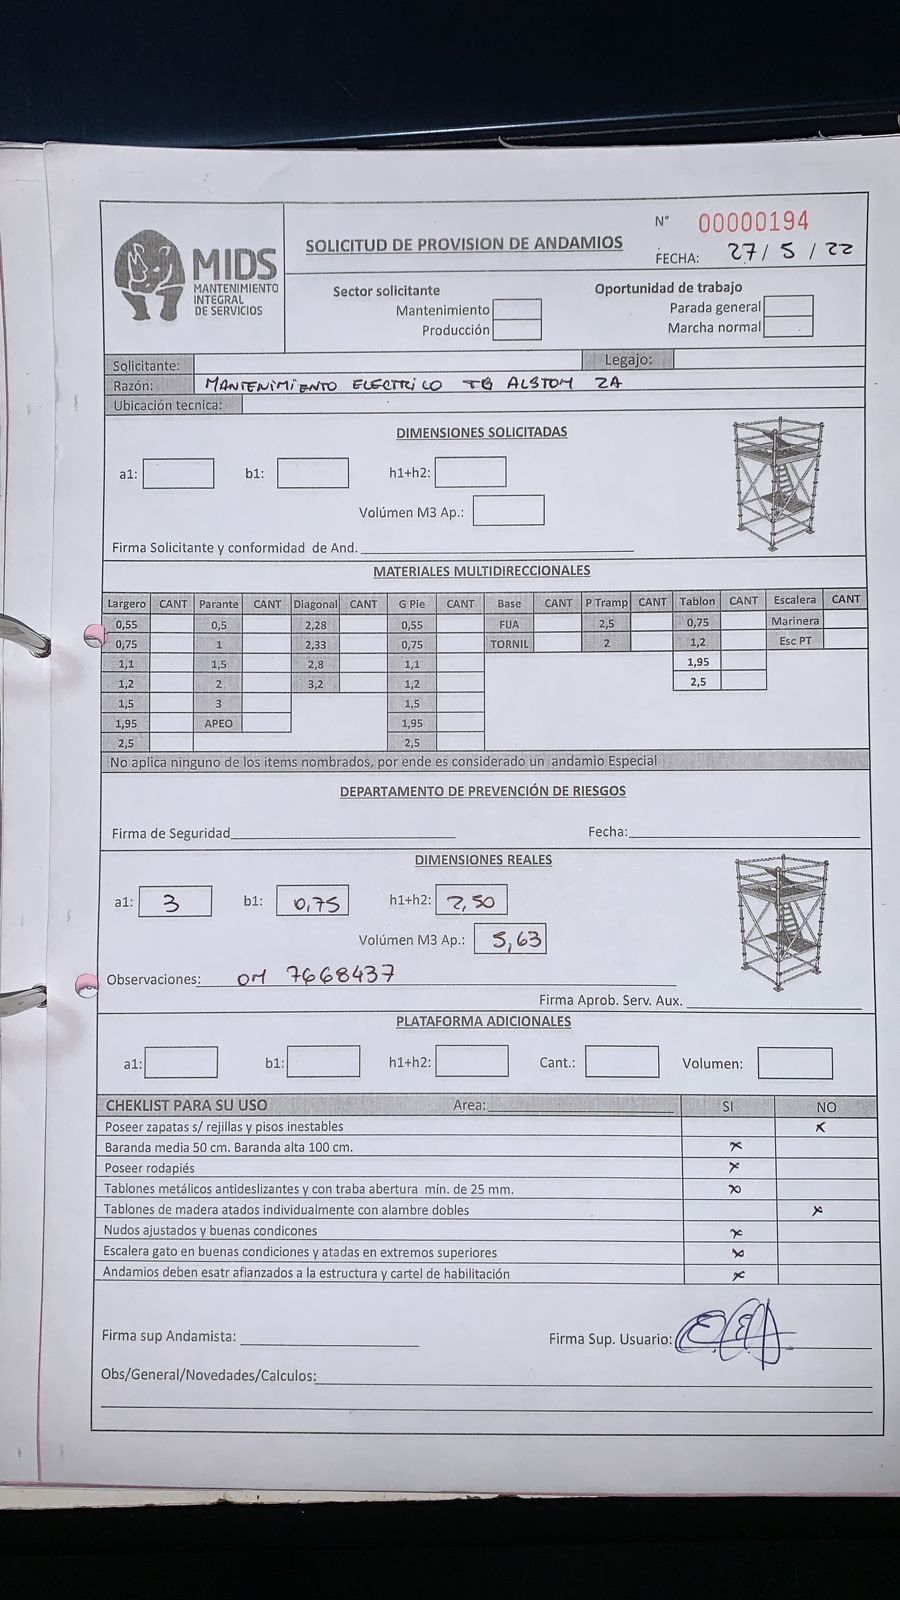 MIDS
MANTENIMIENTO
INTEGRAL
DE SERVICIOS
SOLICITUD DE PROVISION DE ANDAMIOS
N° 00000194
FECHA: 27 / 5 / 22
Sector solicitante
Mantenimiento
Producción
Oportunidad de trabajo
Parada general
Marcha normal
Solicitante: Legajo:
Razón: MANTENIMIENTO ELECTRICO TG ALSTOM 2A
Ubicación tecnica:
DIMENSIONES SOLICITADAS
a1: b1: h1+h2:
Volúmen M3 Ap.:
Firma Solicitante y conformidad de And.
MATERIALES MULTIDIRECCIONALES
Largero CANT Parante CANT Diagonal CANT G Pie CANT Base CANT P Tramp CANT Tablon CANT Escalera CANT
0,55 0,5 2,28 0,55 FIJA 2,5 0,75 Marinera
0,75 1 2,33 0,75 TORNIL 2 1,2 Esc PT
1,1 1,5 2,8 1,1 1,95
1,2 2 3,2 1,2 2,5
1,5 3 1,5
1,95 APEO 1,95
2,5 2,5
No aplica ninguno de los items nombrados, por ende es considerado un andamio Especial
DEPARTAMENTO DE PREVENCIÓN DE RIESGOS
Firma de Seguridad Fecha:
DIMENSIONES REALES
a1: 3 b1: 0,75 h1+h2: 2,50
Volúmen M3 Ap.: 5,63
Observaciones: OM 7668437
Firma Aprob. Serv. Aux.
PLATAFORMA ADICIONALES
a1: b1: h1+h2: Cant.: Volumen:
CHEKLIST PARA SU USO Area: SI NO
Poseer zapatas s/ rejillas y pisos inestables x
Baranda media 50 cm. Baranda alta 100 cm. x
Poseer rodapiés x
Tablones metálicos antideslizantes y con traba abertura mín. de 25 mm. x
Tablones de madera atados individualmente con alambre dobles x
Nudos ajustados y buenas condicones x
Escalera gato en buenas condiciones y atadas en extremos superiores x
Andamios deben esatr afianzados a la estructura y cartel de habilitación x
Firma sup Andamista: Firma Sup. Usuario:
Obs/General/Novedades/Calculos: